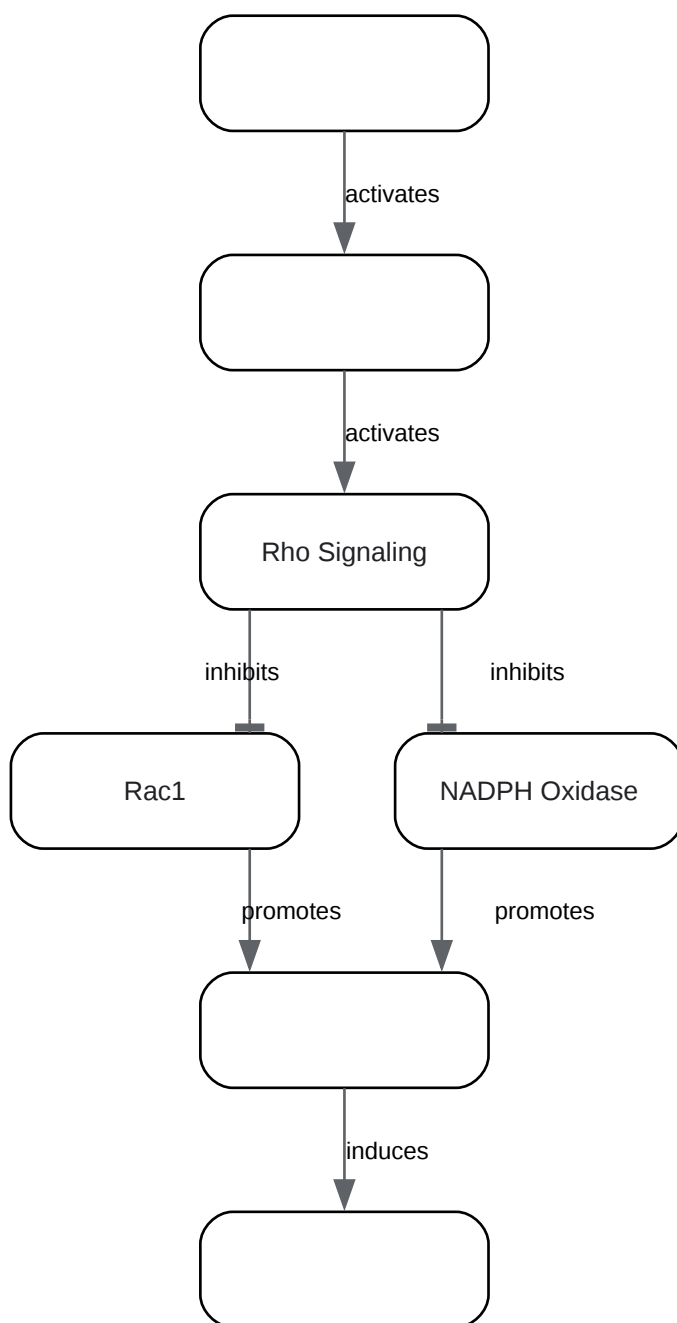 activates
activates
Rho Signaling
inhibits
inhibits
Rac1
NADPH Oxidase
promotes
promotes
induces